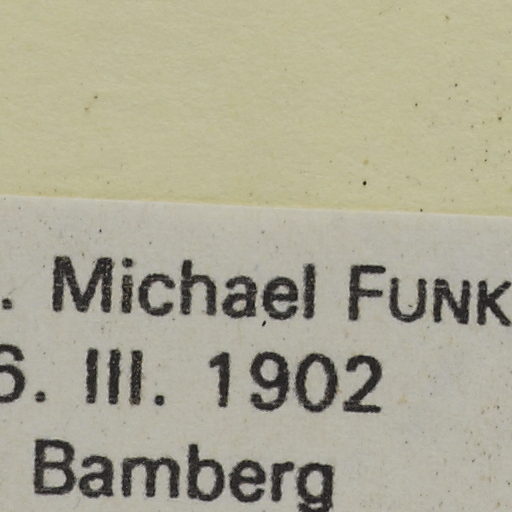 . Michael FUNK
6. III. 1902
Bamberg